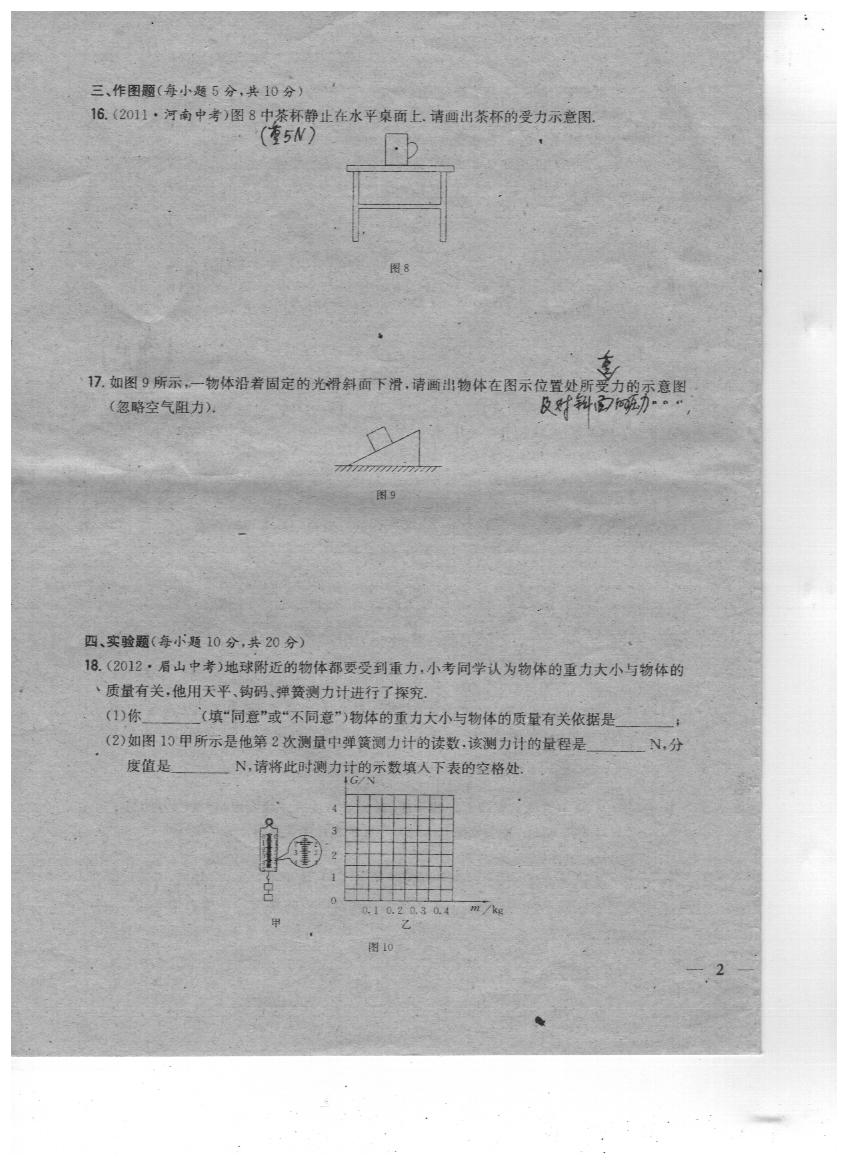 三、作图题(每小题5分,共10分)
16.(2011·河南中考)图8中茶杯静止在水平桌面上.请画出茶杯的受力示意图.
(重5N)
图8
重
17.如图9所示,一物体沿着固定的光滑斜面下滑,请画出物体在图示位置处所受力的示意图
(忽略空气阻力).
及对斜面的压力
图9
四、实验题(每小题10分,共20分)
18.(2012·眉山中考)地球附近的物体都要受到重力,小考同学认为物体的重力大小与物体的
质量有关,他用天平、钩码、弹簧测力计进行了探究.
(1)你________(填“同意”或“不同意”)物体的重力大小与物体的质量有关依据是________;
(2)如图10甲所示是他第2次测量中弹簧测力计的读数,该测力计的量程是________N,分
度值是________N,请将此时测力计的示数填入下表的空格处.
G/N
4
3
2
1
0
0.1 0.2 0.3 0.4 m/kg
甲 乙
图10
— 2 —